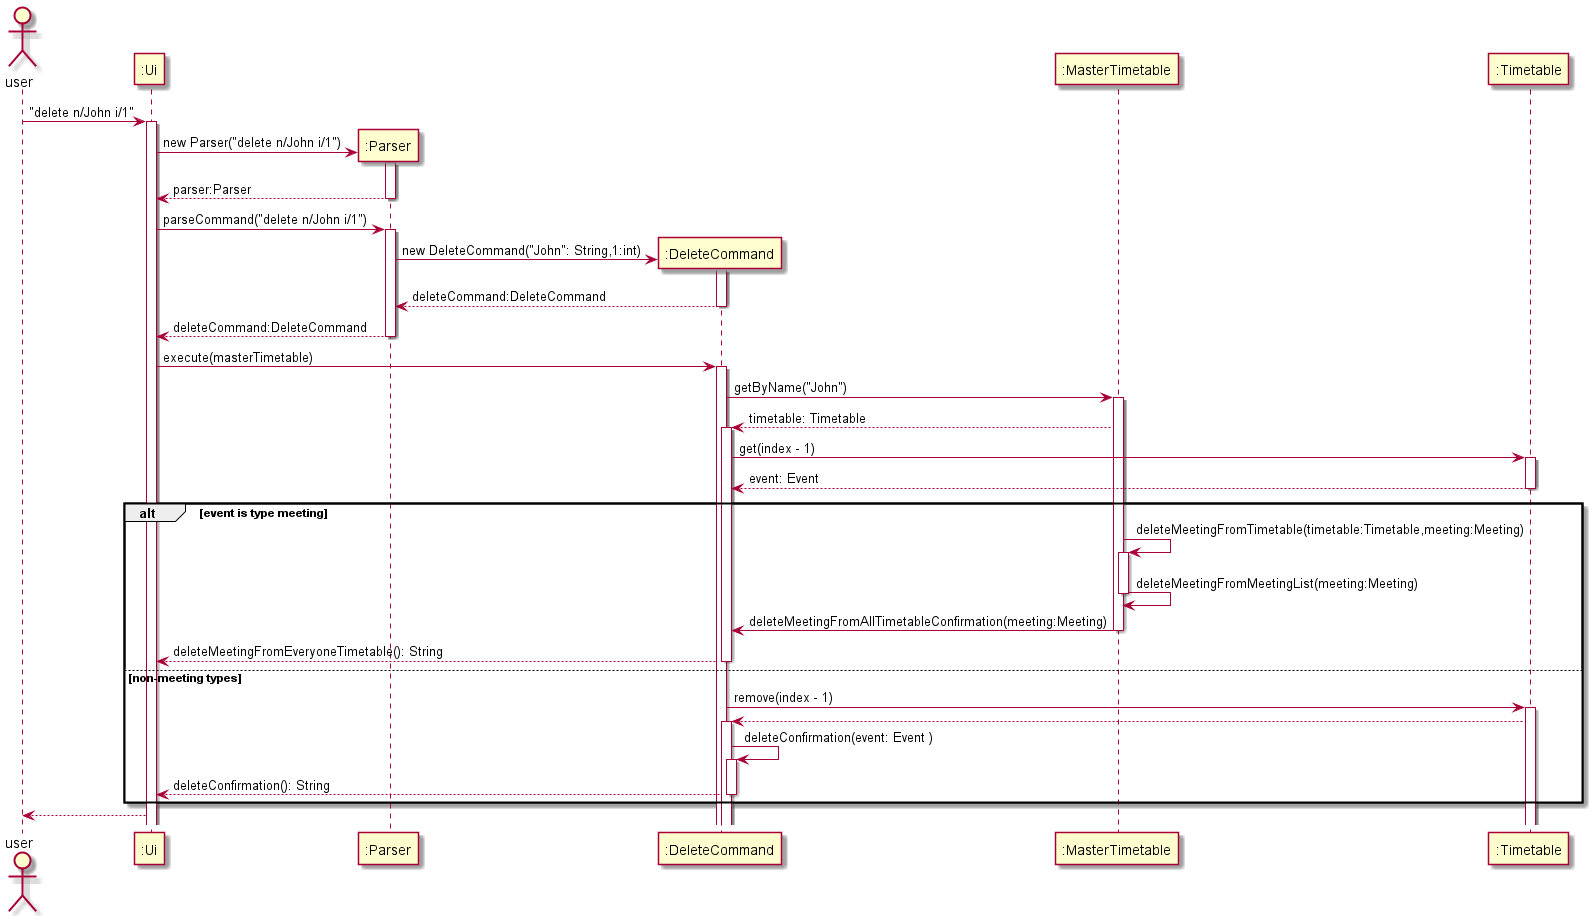 user
:Ui
:MasterTimetable
:Timetable
"delete n/John i/1"
new Parser("delete n/John i/1")
:Parser
parser:Parser
parseCommand("delete n/John i/1")
new DeleteCommand("John": String,1:int)
:DeleteCommand
deleteCommand:DeleteCommand
deleteCommand:DeleteCommand
execute(masterTimetable)
getByName("John")
timetable: Timetable
get(index - 1)
event: Event
alt [event is type meeting]
deleteMeetingFromTimetable(timetable:Timetable,meeting:Meeting)
deleteMeetingFromMeetingList(meeting:Meeting)
deleteMeetingFromAllTimetableConfirmation(meeting:Meeting)
deleteMeetingFromEveryoneTimetable(): String
[non-meeting types]
remove(index - 1)
deleteConfirmation(event: Event )
deleteConfirmation(): String
user
:Ui
:Parser
:DeleteCommand
:MasterTimetable
:Timetable